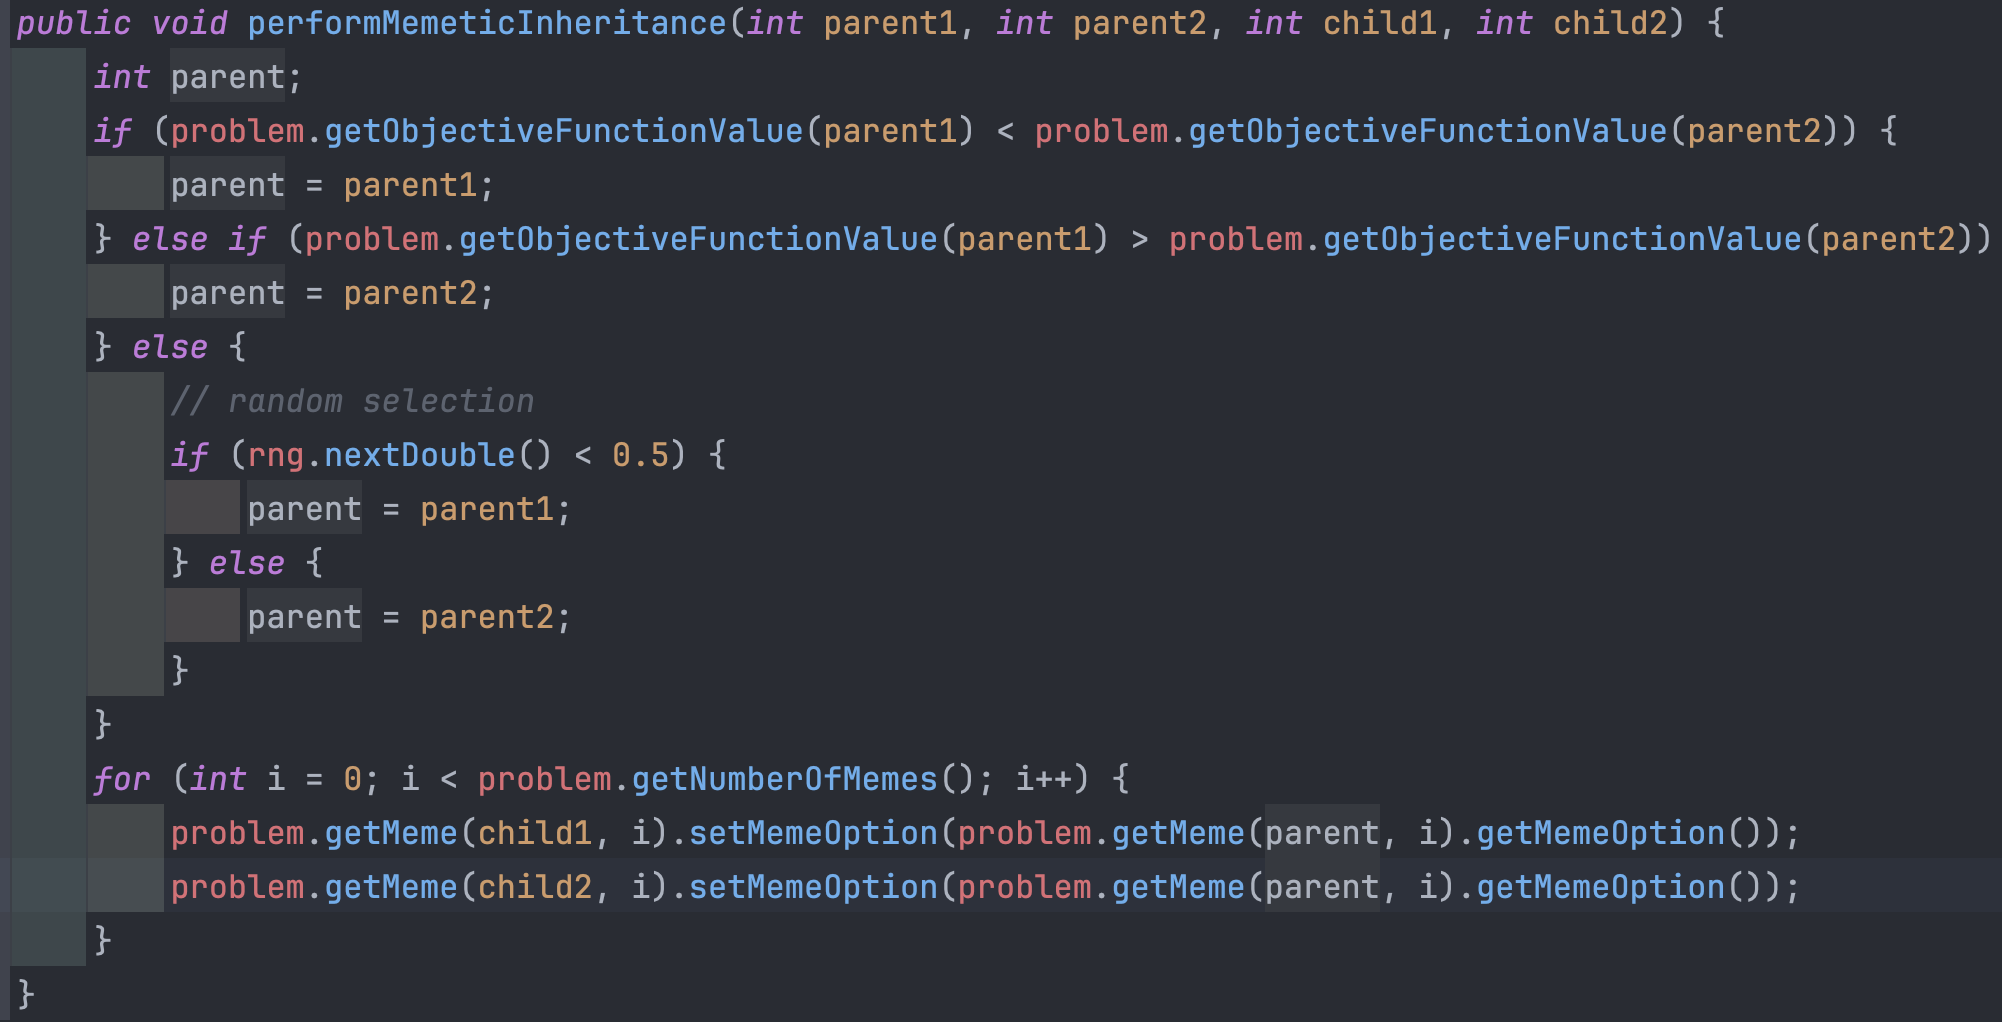 public void performMemeticInheritance(int parent1, int parent2, int child1, int child2) {
    int parent;
    if (problem.getObjectiveFunctionValue(parent1) < problem.getObjectiveFunctionValue(parent2)) {
        parent = parent1;
    } else if (problem.getObjectiveFunctionValue(parent1) > problem.getObjectiveFunctionValue(parent2))
        parent = parent2;
    } else {
        // random selection
        if (rng.nextDouble() < 0.5) {
            parent = parent1;
        } else {
            parent = parent2;
        }
    }
    for (int i = 0; i < problem.getNumberOfMemes(); i++) {
        problem.getMeme(child1, i).setMemeOption(problem.getMeme(parent, i).getMemeOption());
        problem.getMeme(child2, i).setMemeOption(problem.getMeme(parent, i).getMemeOption());
    }
}